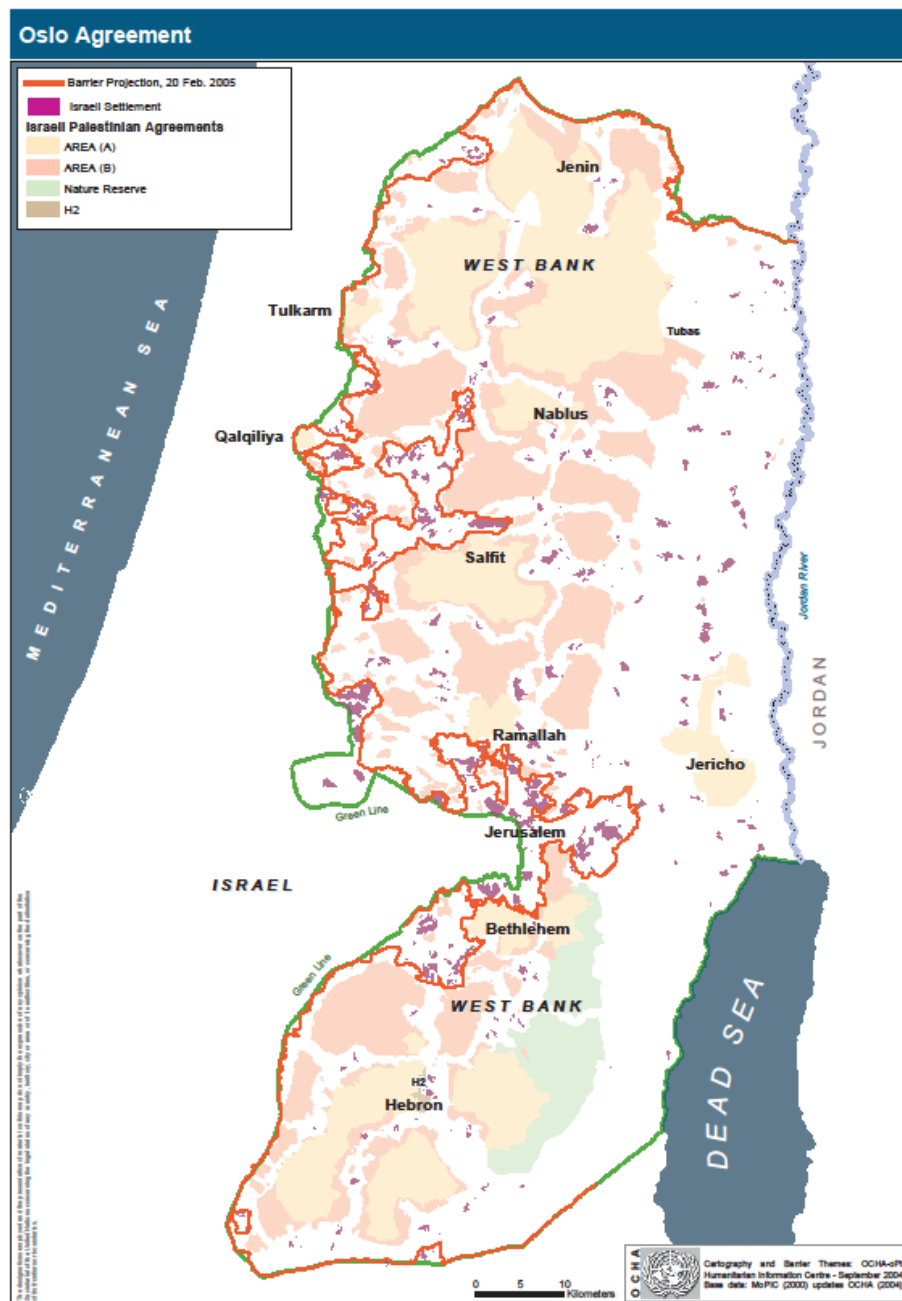 Oslo Agreement
Barrier Projection, 20 Feb. 2005
Israeli Settlement
Israeli Palestinian Agreements
AREA (A)
AREA (B)
Nature Reserve
H2
Jenin
WEST BANK
Tulkarm
Tubas
MEDITERRANEAN SEA
Nablus
Qalqiliya
Salfit
Jordan River
JORDAN
Ramallah
Jericho
Green Line
Jerusalem
ISRAEL
Bethlehem
Green Line
WEST BANK
DEAD SEA
H2
Hebron
0 5 10
Kilometers
OCHA
Cartography and Barrier Themes: OCHA-oPt
Humanitarian Information Centre - September 2004
Base data: MoPIC (2000) updates OCHA (2004)